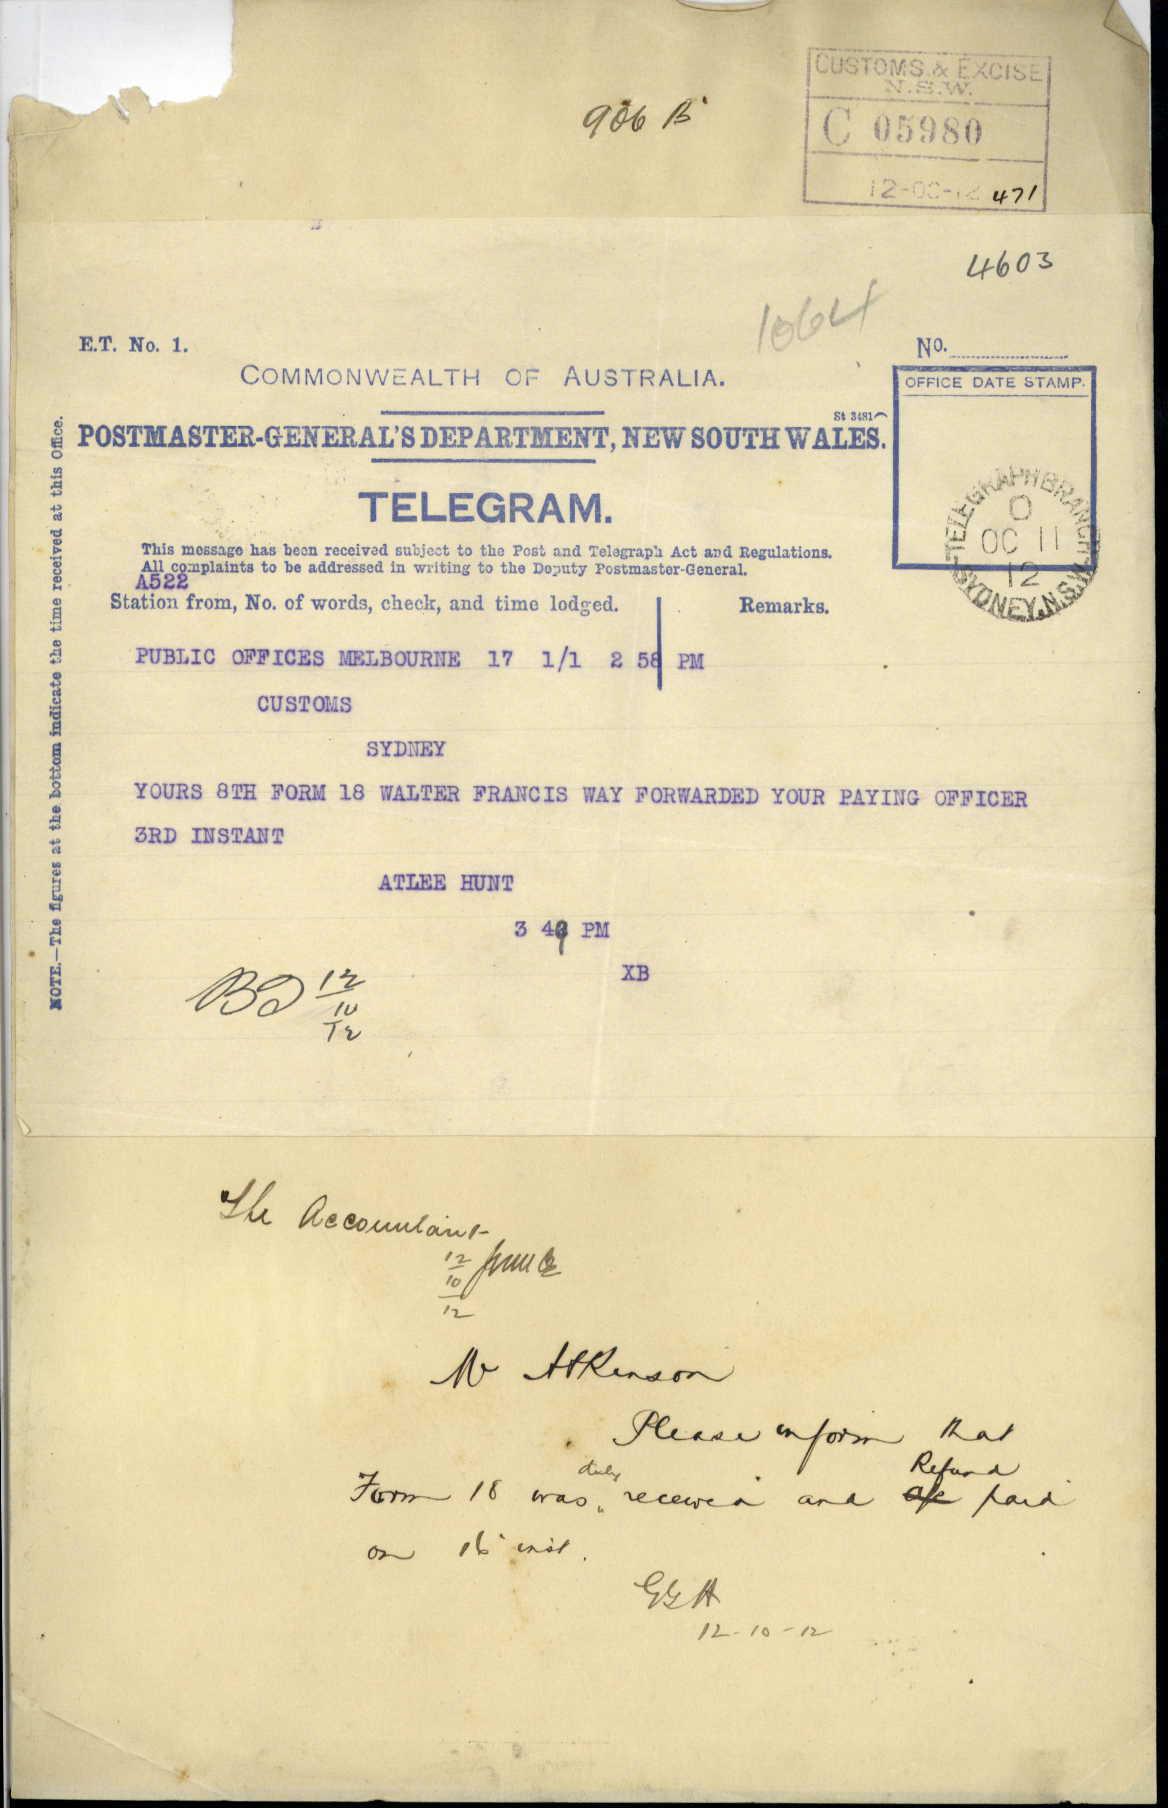 906 B
CUSTOMS & EXCISE
N.S.W.
C 05980
12-OC-12 471
4603
1064
E.T. No. 1.
No.
COMMONWEALTH OF AUSTRALIA.
OFFICE DATE STAMP.
St 3481
POSTMASTER-GENERAL'S DEPARTMENT, NEW SOUTH WALES.
TELEGRAM.
TELEGRAPH BRANCH
O
OC 11
12
SYDNEY. N.S.W.
This message has been received subject to the Post and Telegraph Act and Regulations.
All complaints to be addressed in writing to the Deputy Postmaster-General.
A522
Station from, No. of words, check, and time lodged. Remarks.
PUBLIC OFFICES MELBOURNE 17 1/1 2 58 PM
CUSTOMS
SYDNEY
YOURS 8TH FORM 18 WALTER FRANCIS WAY FORWARDED YOUR PAYING OFFICER
3RD INSTANT
ATLEE HUNT
3 49 PM
XB
NOTE.—The figures at the bottom indicate the time received at this Office.
12
10
12
The Accountant
12
10
12
Mr Atkinson
Please inform that
duly Refund
Form 18 was received and paid
on inst.
GGH
12-10-12